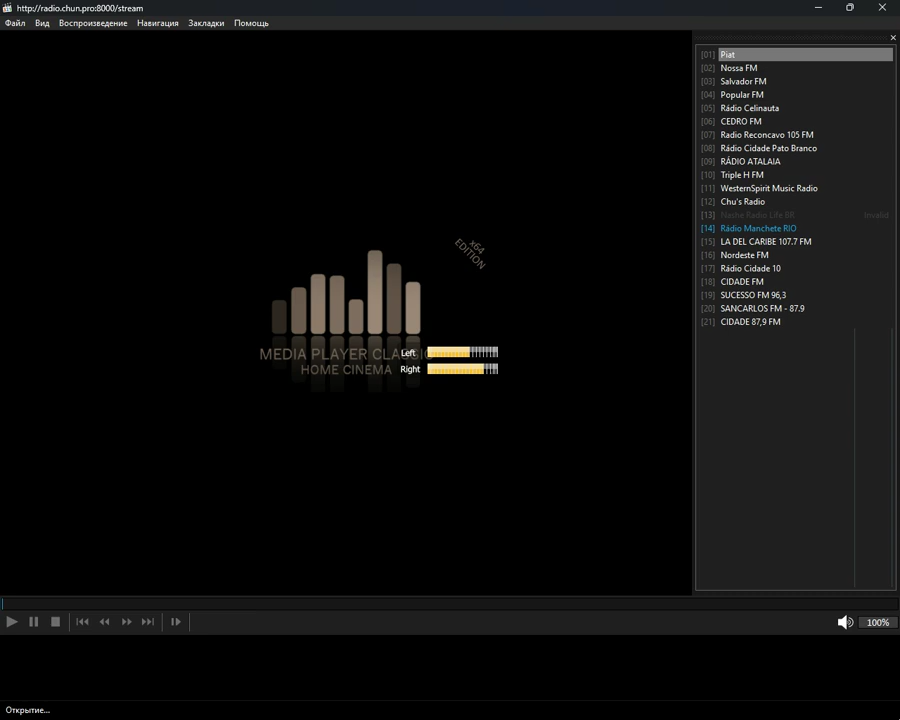 http://radio.chun.pro:8000/stream
Файл Вид Воспроизведение Навигация Закладки Помощь
[01] Piat
[02] Nossa FM
[03] Salvador FM
[04] Popular FM
[05] Rádio Celinauta
[06] CEDRO FM
[07] Radio Reconcavo 105 FM
[08] Rádio Cidade Pato Branco
[09] RÁDIO ATALAIA
[10] Triple H FM
[11] WesternSpirit Music Radio
[12] Chu's Radio
[13] Nashe Radio Life BR Invalid
[14] Rádio Manchete RIO
[15] LA DEL CARIBE 107.7 FM
[16] Nordeste FM
[17] Rádio Cidade 10
[18] CIDADE FM
[19] SUCESSO FM 96,3
[20] SANCARLOS FM - 87.9
[21] CIDADE 87,9 FM
x64
EDITION
MEDIA PLAYER CLASSIC
HOME CINEMA
Left
Right
100%
Открытие...